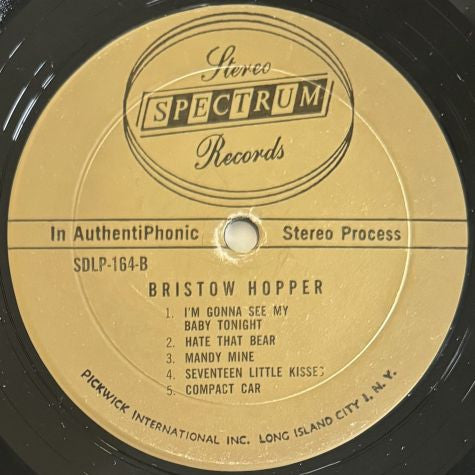 Stereo
SPECTRUM
Records
In AuthentiPhonic Stereo Process
SDLP-164-B
BRISTOW HOPPER
1. I'M GONNA SEE MY
BABY TONIGHT
2. HATE THAT BEAR
3. MANDY MINE
4. SEVENTEEN LITTLE KISSES
5. COMPACT CAR
PICKWICK INTERNATIONAL INC. LONG ISLAND CITY 1, N.Y.